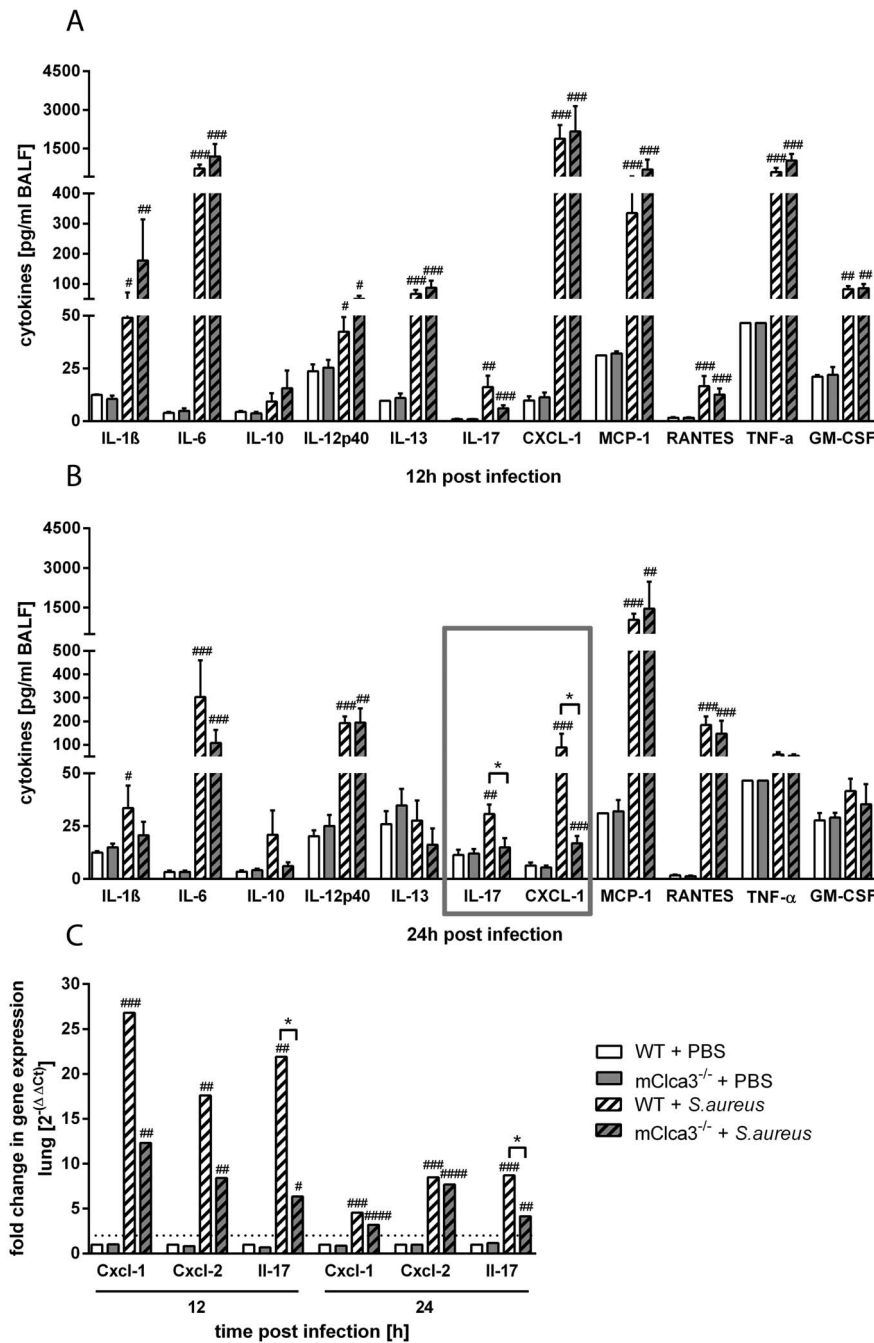 A
4500
3000
1500
400
300
200
100
50
25
0
cytokines [pg/ml BALF]
# ## ### ### # # ### ### ## ### ### ### ### ### ### ### ### ### ## ##
IL-1ß IL-6 IL-10 IL-12p40 IL-13 IL-17 CXCL-1 MCP-1 RANTES TNF-a GM-CSF
12h post infection
B
4500
3000
1500
500
400
300
200
100
50
25
0
cytokines [pg/ml BALF]
# ### ### ### ## ## * ### * ### ### ## ### ###
IL-1ß IL-6 IL-10 IL-12p40 IL-13 IL-17 CXCL-1 MCP-1 RANTES TNF-α GM-CSF
24h post infection
C
30
25
20
15
10
5
0
fold change in gene expression
lung [2^-(Δ ΔCt)]
### ## ## ## ## * # ### #### ### #### ### * ##
Cxcl-1 Cxcl-2 Il-17 Cxcl-1 Cxcl-2 Il-17
12 24
time post infection [h]
WT + PBS
mClca3-/- + PBS
WT + S.aureus
mClca3-/- + S.aureus